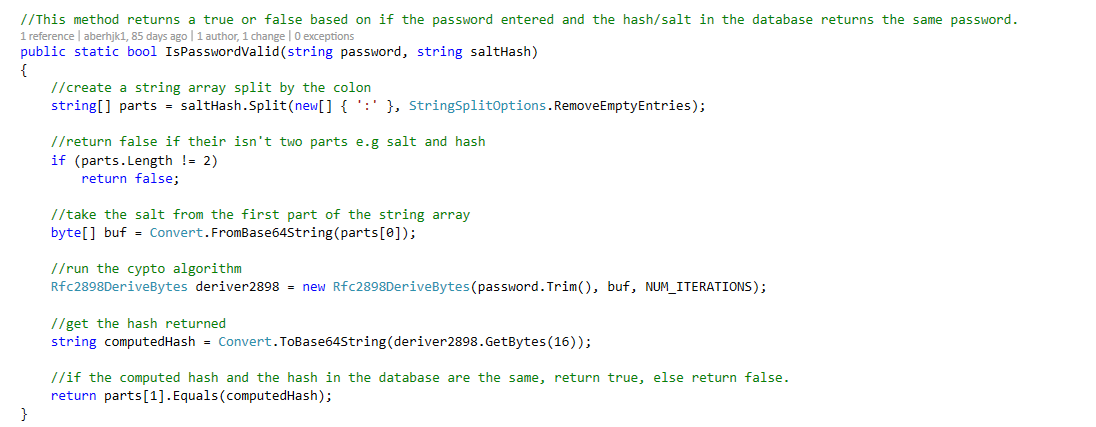 //This method returns a true or false based on if the password entered and the hash/salt in the database returns the same password.
1 reference | aberhjk1, 85 days ago | 1 author, 1 change | 0 exceptions
public static bool IsPasswordValid(string password, string saltHash)
{
    //create a string array split by the colon
    string[] parts = saltHash.Split(new[] { ':' }, StringSplitOptions.RemoveEmptyEntries);

    //return false if their isn't two parts e.g salt and hash
    if (parts.Length != 2)
        return false;

    //take the salt from the first part of the string array
    byte[] buf = Convert.FromBase64String(parts[0]);

    //run the cypto algorithm
    Rfc2898DeriveBytes deriver2898 = new Rfc2898DeriveBytes(password.Trim(), buf, NUM_ITERATIONS);

    //get the hash returned
    string computedHash = Convert.ToBase64String(deriver2898.GetBytes(16));

    //if the computed hash and the hash in the database are the same, return true, else return false.
    return parts[1].Equals(computedHash);
}